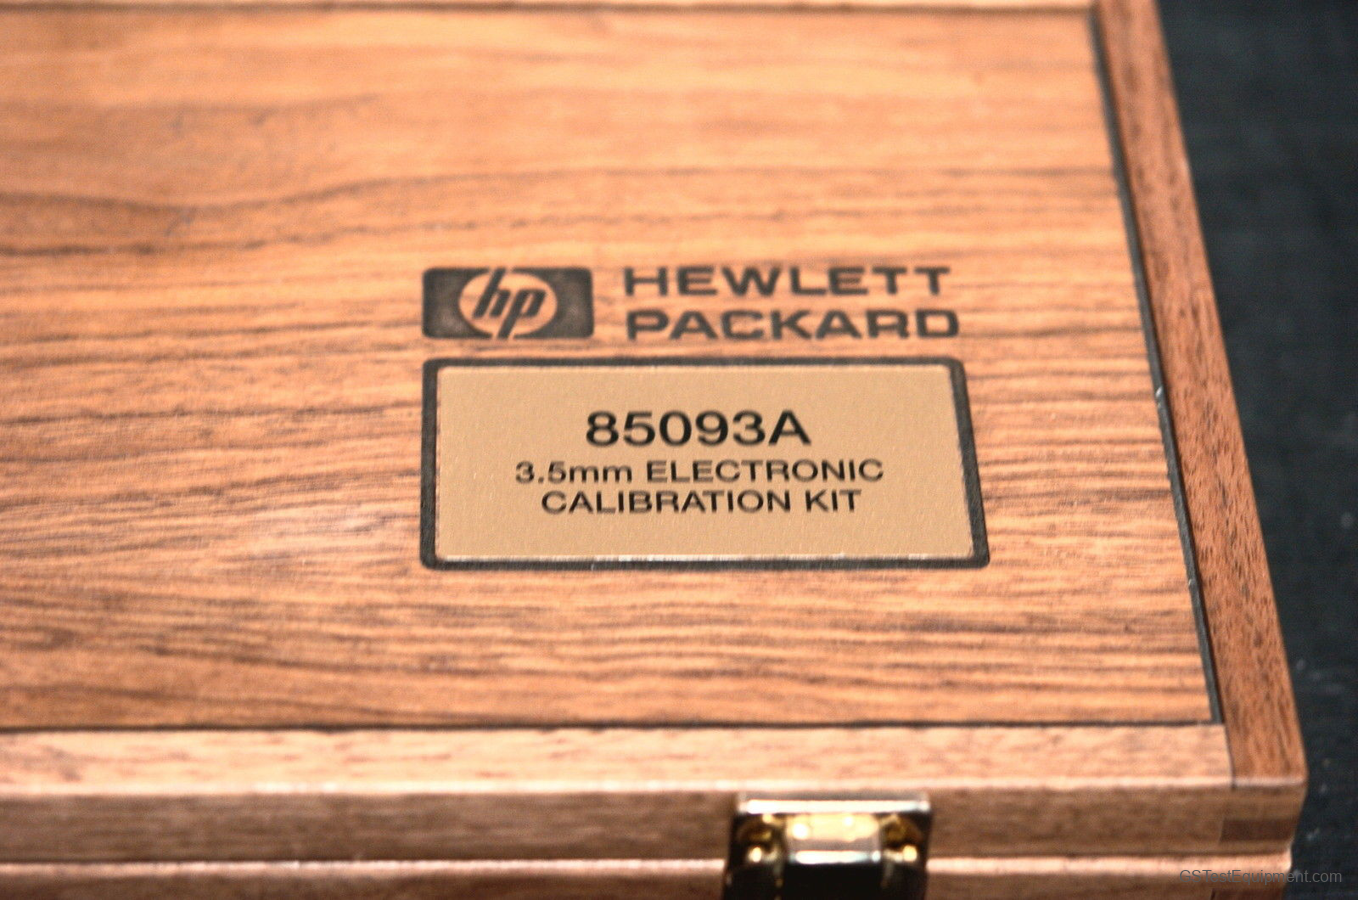 hp HEWLETT
PACKARD
85093A
3.5mm ELECTRONIC
CALIBRATION KIT
GSTestEquipment.com